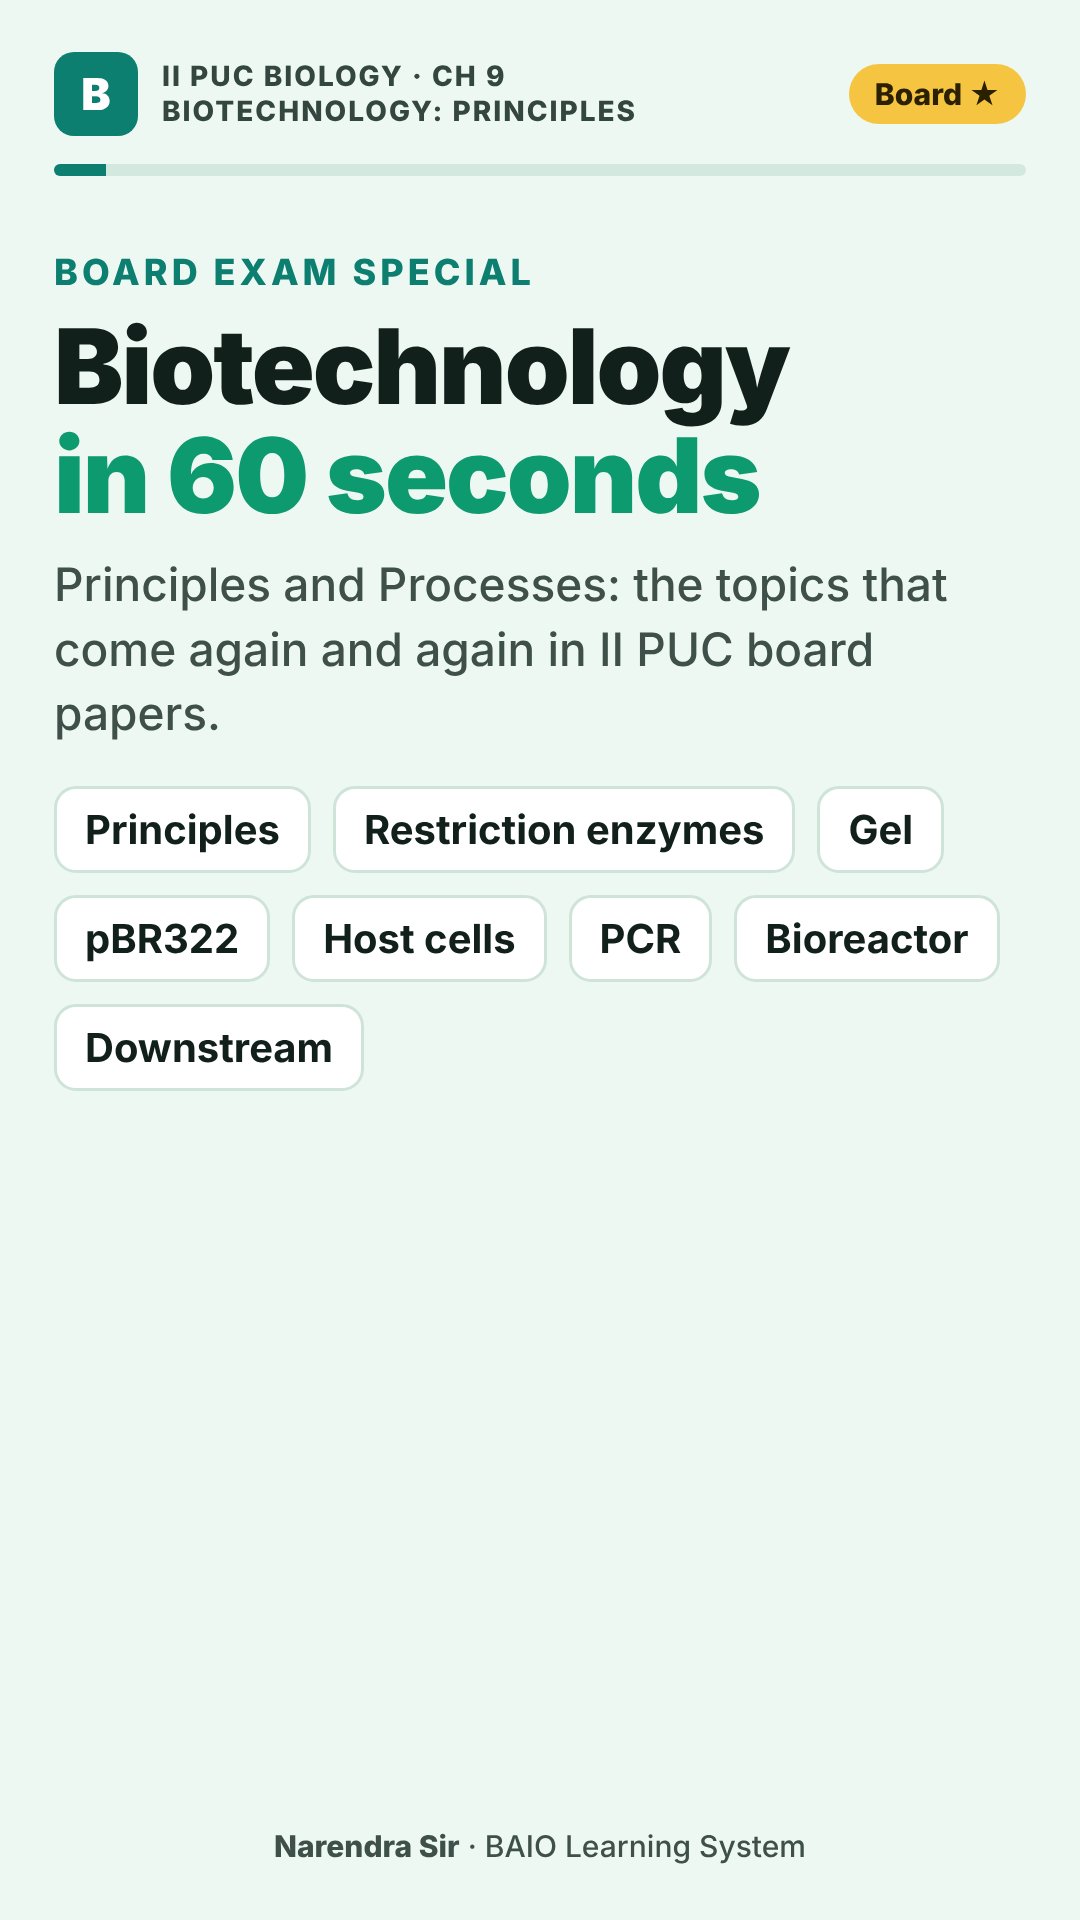 B
II PUC BIOLOGY · CH 9
BIOTECHNOLOGY: PRINCIPLES
Board ★
BOARD EXAM SPECIAL
Biotechnology
in 60 seconds
Principles and Processes: the topics that
come again and again in II PUC board
papers.
Principles
Restriction enzymes
Gel
pBR322
Host cells
PCR
Bioreactor
Downstream
Narendra Sir · BAIO Learning System